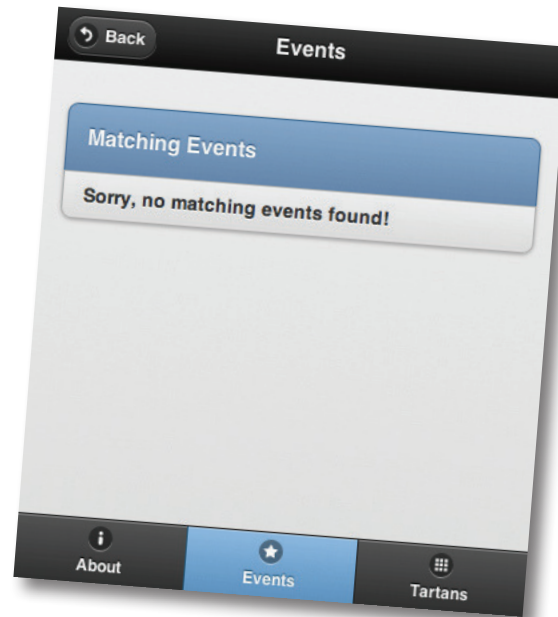 Back
Events
Matching Events
Sorry, no matching events found!
About
Events
Tartans